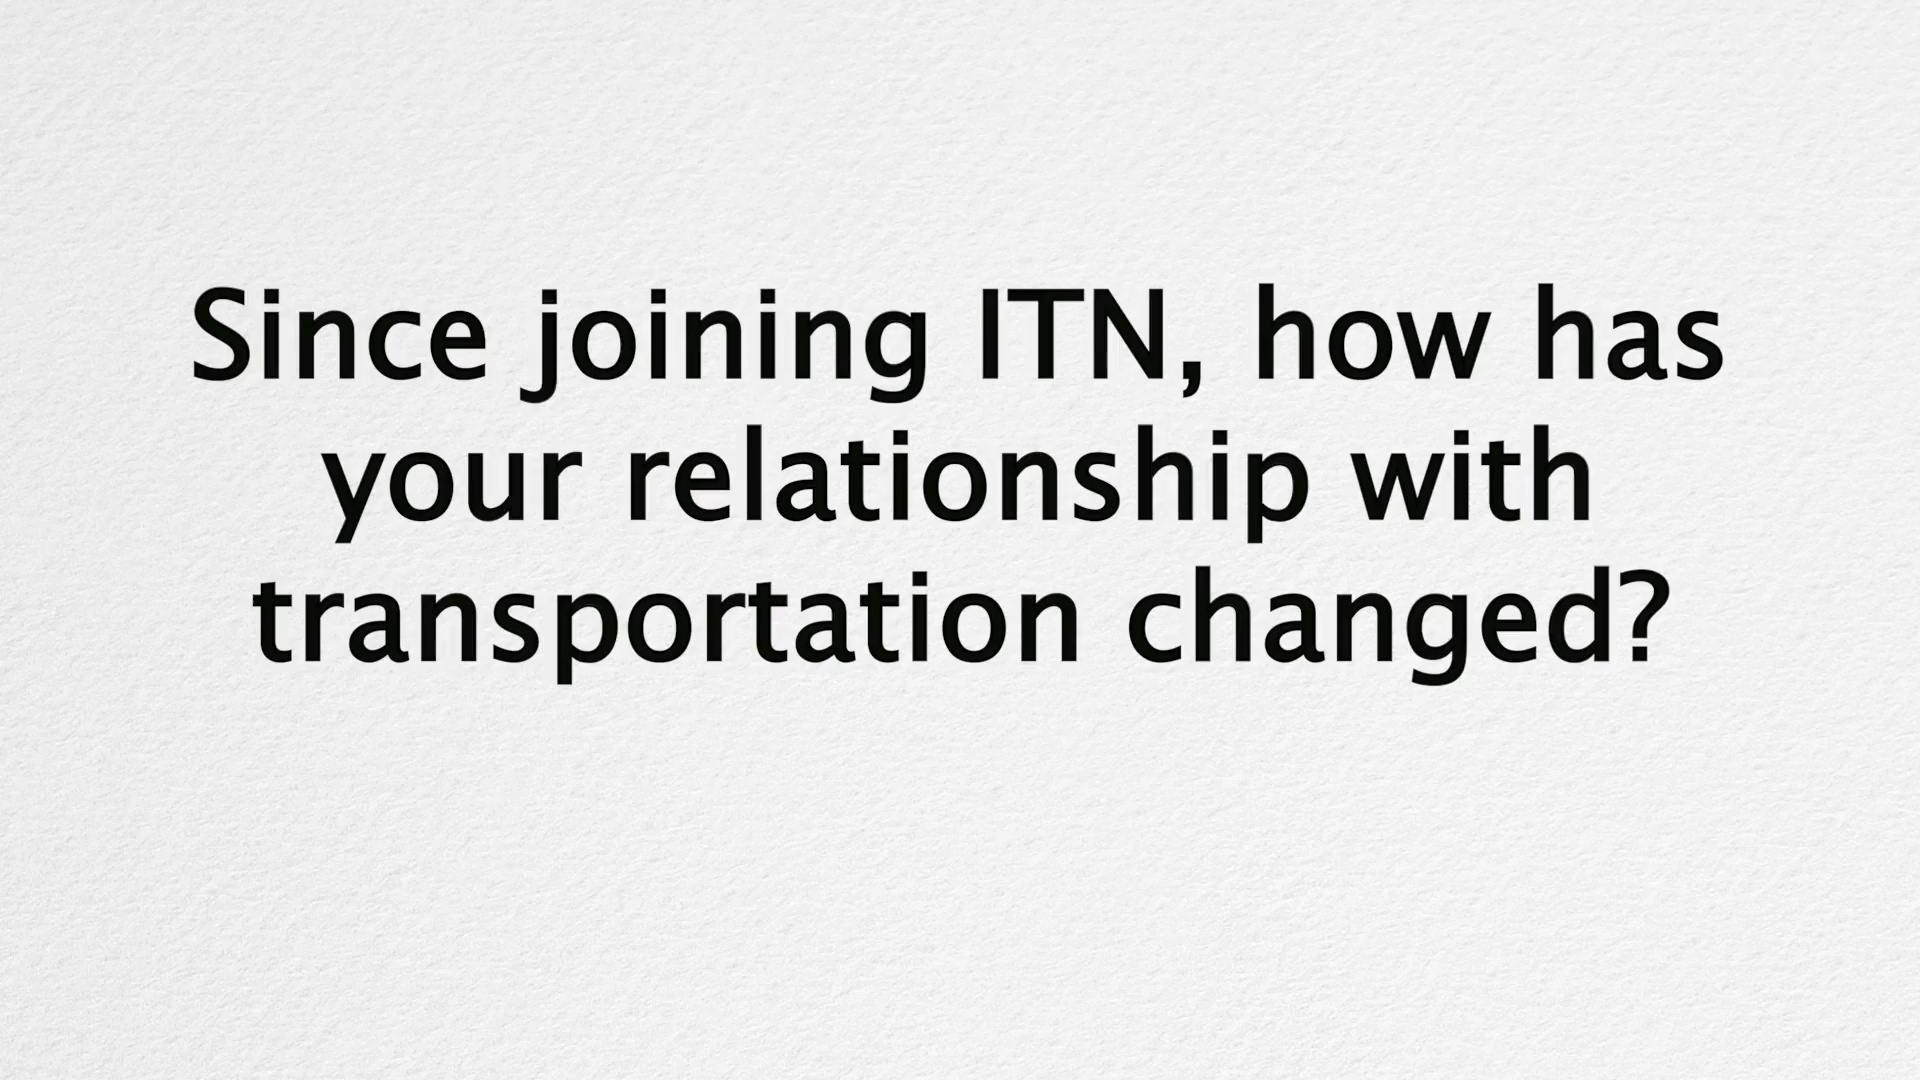 Since joining ITN, how has
your relationship with
transportation changed?